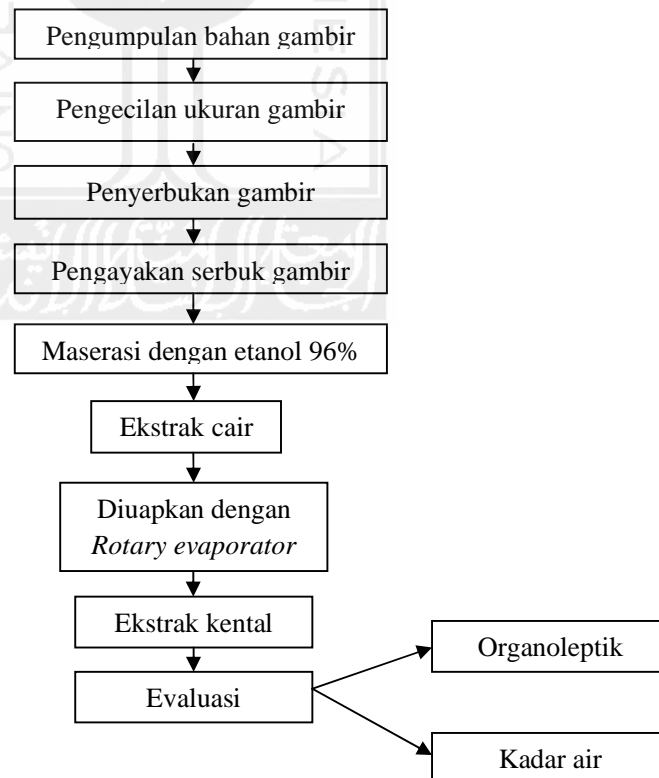 Pengumpulan bahan gambir
Pengecilan ukuran gambir
Penyerbukan gambir
Pengayakan serbuk gambir
Maserasi dengan etanol 96%
Ekstrak cair
Diuapkan dengan
Rotary evaporator
Ekstrak kental
Evaluasi
Organoleptik
Kadar air